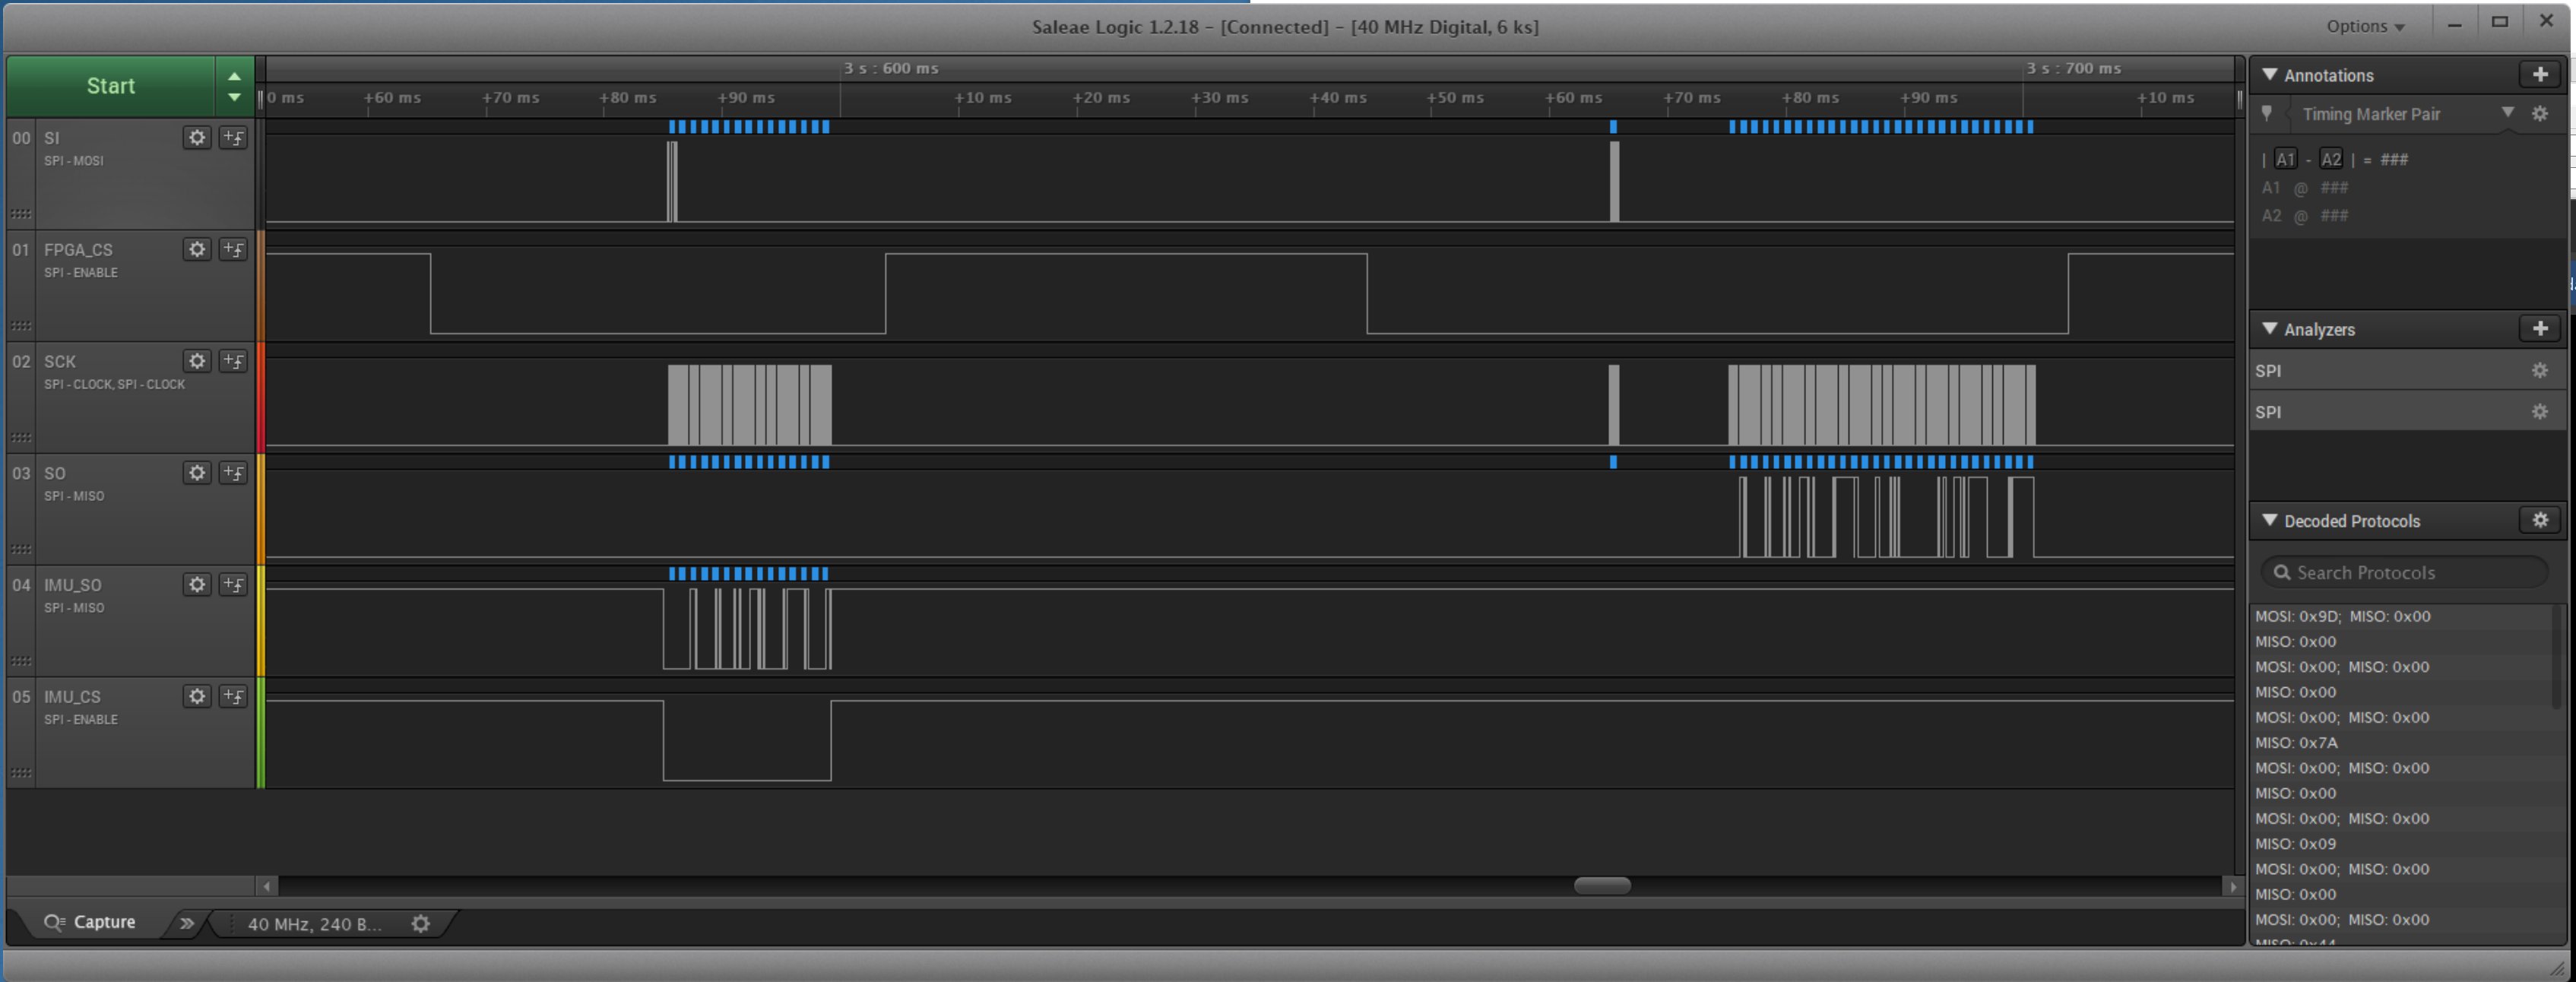 Saleae Logic 1.2.18 - [Connected] - [40 MHz Digital, 6 ks]
Options
Start
3 s : 600 ms
3 s : 700 ms
0 ms +60 ms +70 ms +80 ms +90 ms +10 ms +20 ms +30 ms +40 ms +50 ms +60 ms +70 ms +80 ms +90 ms +10 ms
00 SI
SPI - MOSI
01 FPGA_CS
SPI - ENABLE
02 SCK
SPI - CLOCK, SPI - CLOCK
03 SO
SPI - MISO
04 IMU_SO
SPI - MISO
05 IMU_CS
SPI - ENABLE
Capture
40 MHz, 240 B...
Annotations
Timing Marker Pair
| A1 - A2 | = ###
A1 @ ###
A2 @ ###
Analyzers
SPI
SPI
Decoded Protocols
Search Protocols
MOSI: 0x9D; MISO: 0x00
MISO: 0x00
MOSI: 0x00; MISO: 0x00
MISO: 0x00
MOSI: 0x00; MISO: 0x00
MISO: 0x7A
MOSI: 0x00; MISO: 0x00
MISO: 0x00
MOSI: 0x00; MISO: 0x00
MISO: 0x09
MOSI: 0x00; MISO: 0x00
MISO: 0x00
MOSI: 0x00; MISO: 0x00
MISO: 0x44